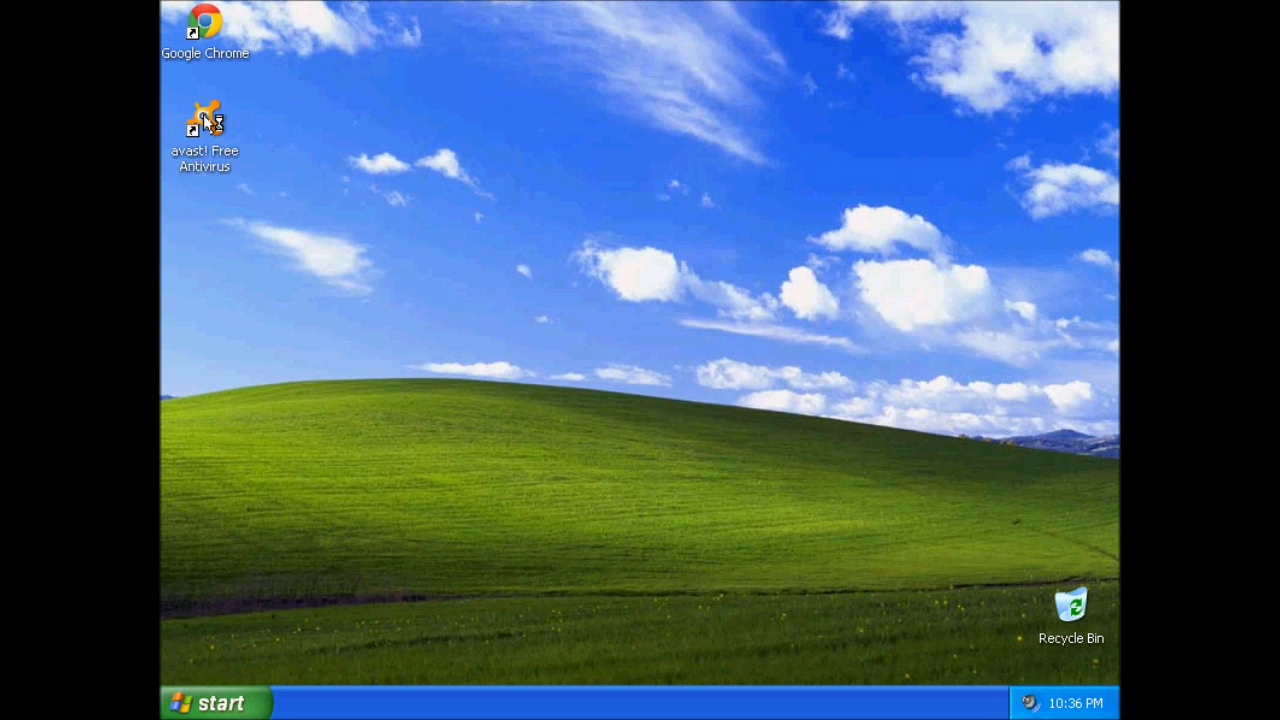 Google Chrome
avast! Free
Antivirus
Recycle Bin
start
10:36 PM